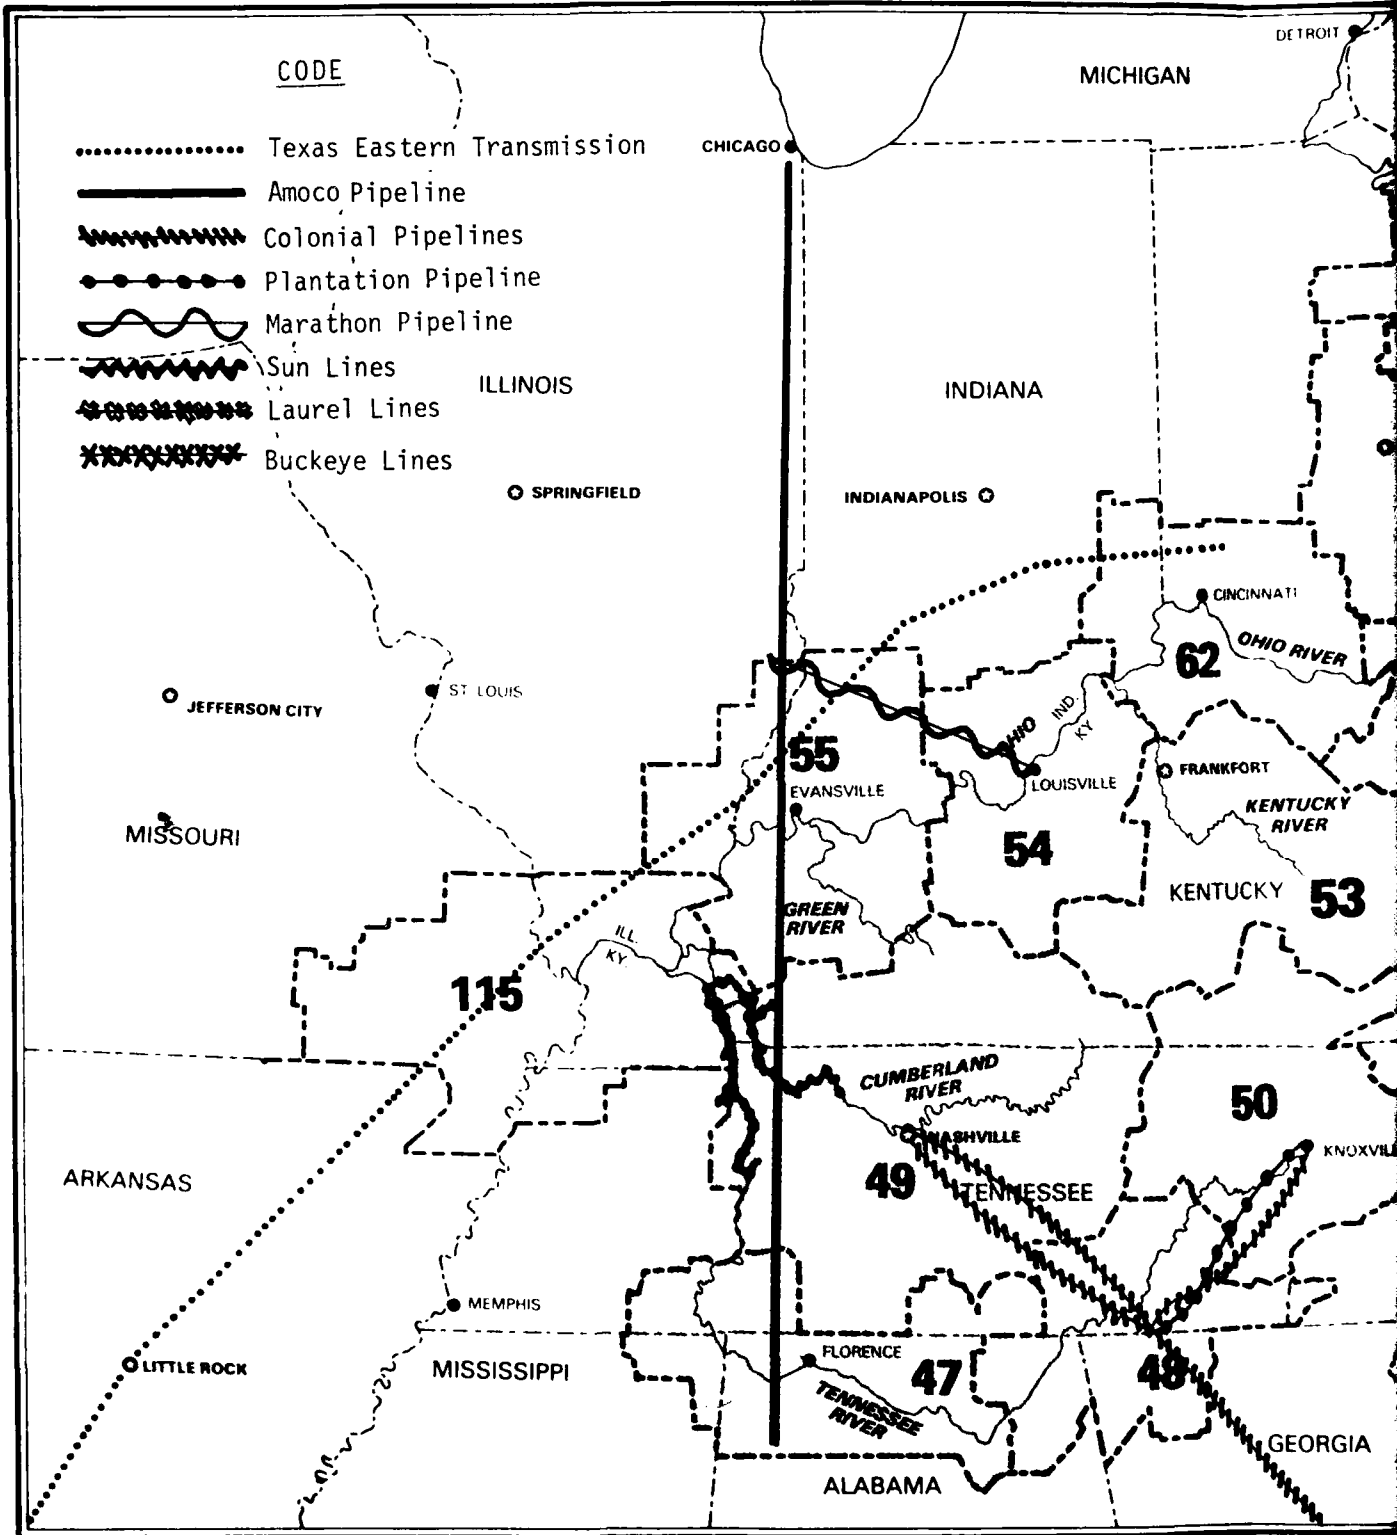 CODE
Texas Eastern Transmission
Amoco Pipeline
Colonial Pipelines
Plantation Pipeline
Marathon Pipeline
Sun Lines
Laurel Lines
Buckeye Lines
DETROIT
MICHIGAN
CHICAGO
ILLINOIS
INDIANA
SPRINGFIELD
INDIANAPOLIS
CINCINNATI
OHIO RIVER
62
ST LOUIS
JEFFERSON CITY
OHIO
IND.
KY
55
LOUISVILLE
FRANKFORT
EVANSVILLE
KENTUCKY
RIVER
MISSOURI
54
KENTUCKY
53
GREEN
RIVER
ILL.
KY.
115
CUMBERLAND
RIVER
50
NASHVILLE
KNOXVILL
49
TENNESSEE
ARKANSAS
MEMPHIS
LITTLE ROCK
MISSISSIPPI
FLORENCE
47
48
TENNESSEE
RIVER
GEORGIA
ALABAMA